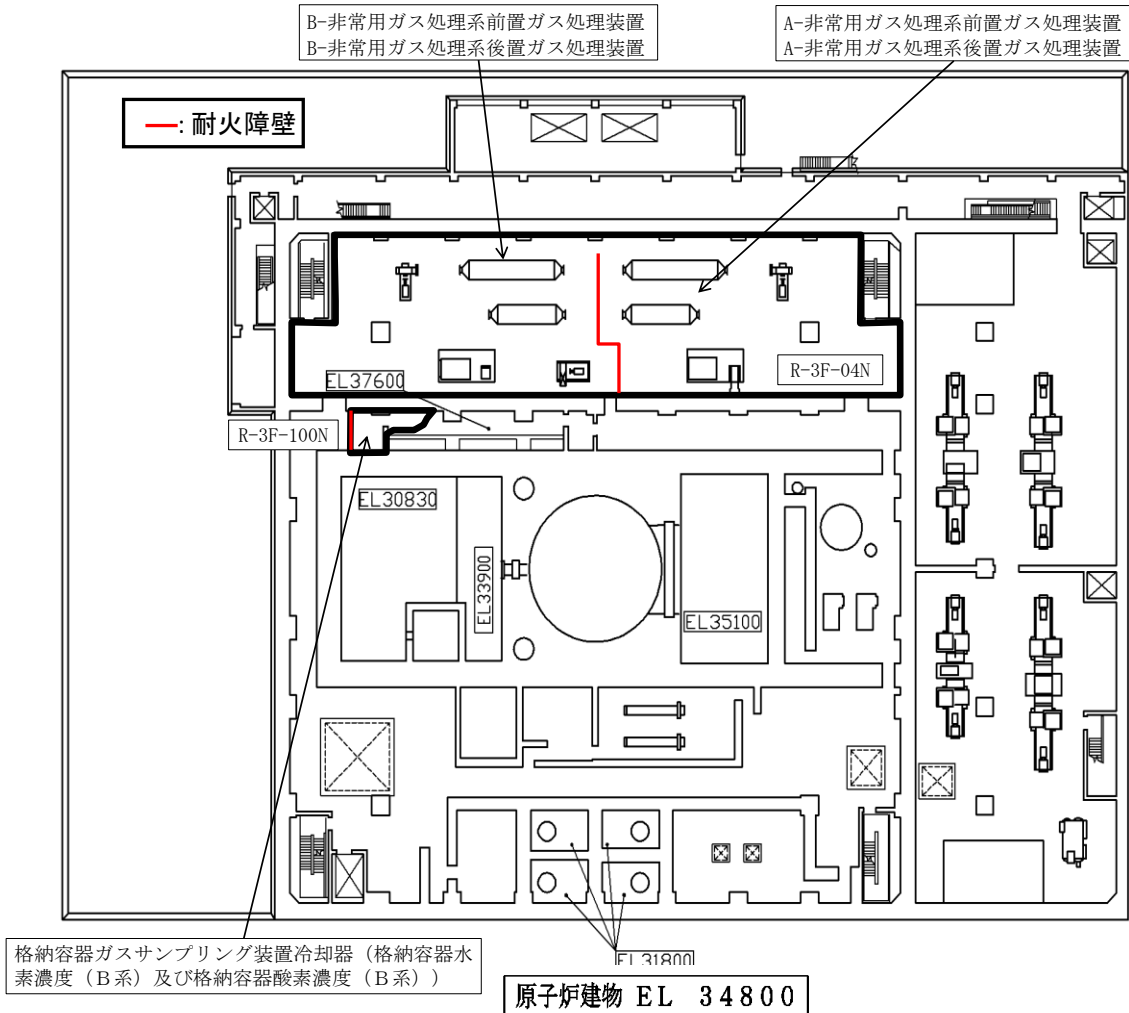 B-非常用ガス処理系前置ガス処理装置
B-非常用ガス処理系後置ガス処理装置
A-非常用ガス処理系前置ガス処理装置
A-非常用ガス処理系後置ガス処理装置
: 耐火障壁
EL37600
R-3F-04N
R-3F-100N
EL30830
EL33900
EL35100
格納容器ガスサンプリング装置冷却器（格納容器水
素濃度（B系）及び格納容器酸素濃度（B系））
EL31800
原子炉建物 EL 34800